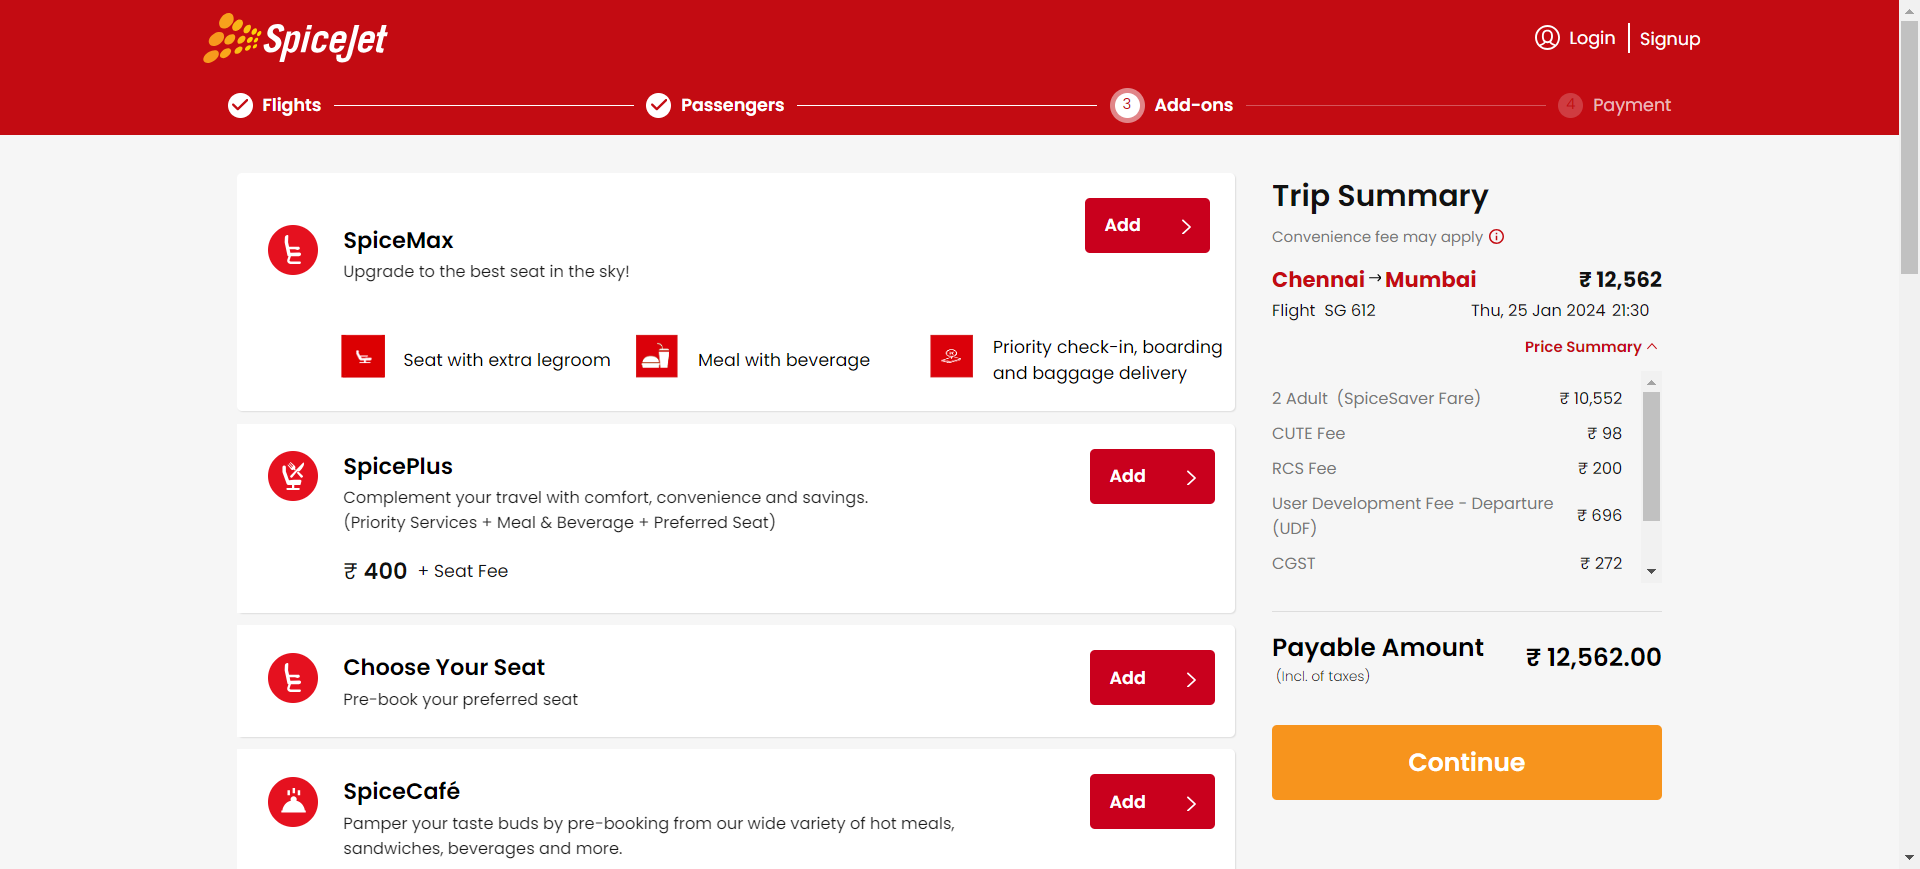 SpiceJet
Login
Signup
Flights
Passengers
3
Add-ons
4
Payment
SpiceMax
Upgrade to the best seat in the sky!
Add
Seat with extra legroom
Meal with beverage
Priority check-in, boarding
and baggage delivery
SpicePlus
Complement your travel with comfort, convenience and savings.
(Priority Services + Meal & Beverage + Preferred Seat)
₹ 400 + Seat Fee
Add
Choose Your Seat
Pre-book your preferred seat
Add
SpiceCafé
Pamper your taste buds by pre-booking from our wide variety of hot meals,
sandwiches, beverages and more.
Add
Trip Summary
Convenience fee may apply
Chennai → Mumbai ₹ 12,562
Flight SG 612 Thu, 25 Jan 2024 21:30
Price Summary
2 Adult (SpiceSaver Fare) ₹ 10,552
CUTE Fee ₹ 98
RCS Fee ₹ 200
User Development Fee - Departure
(UDF) ₹ 696
CGST ₹ 272
Payable Amount ₹ 12,562.00
(Incl. of taxes)
Continue